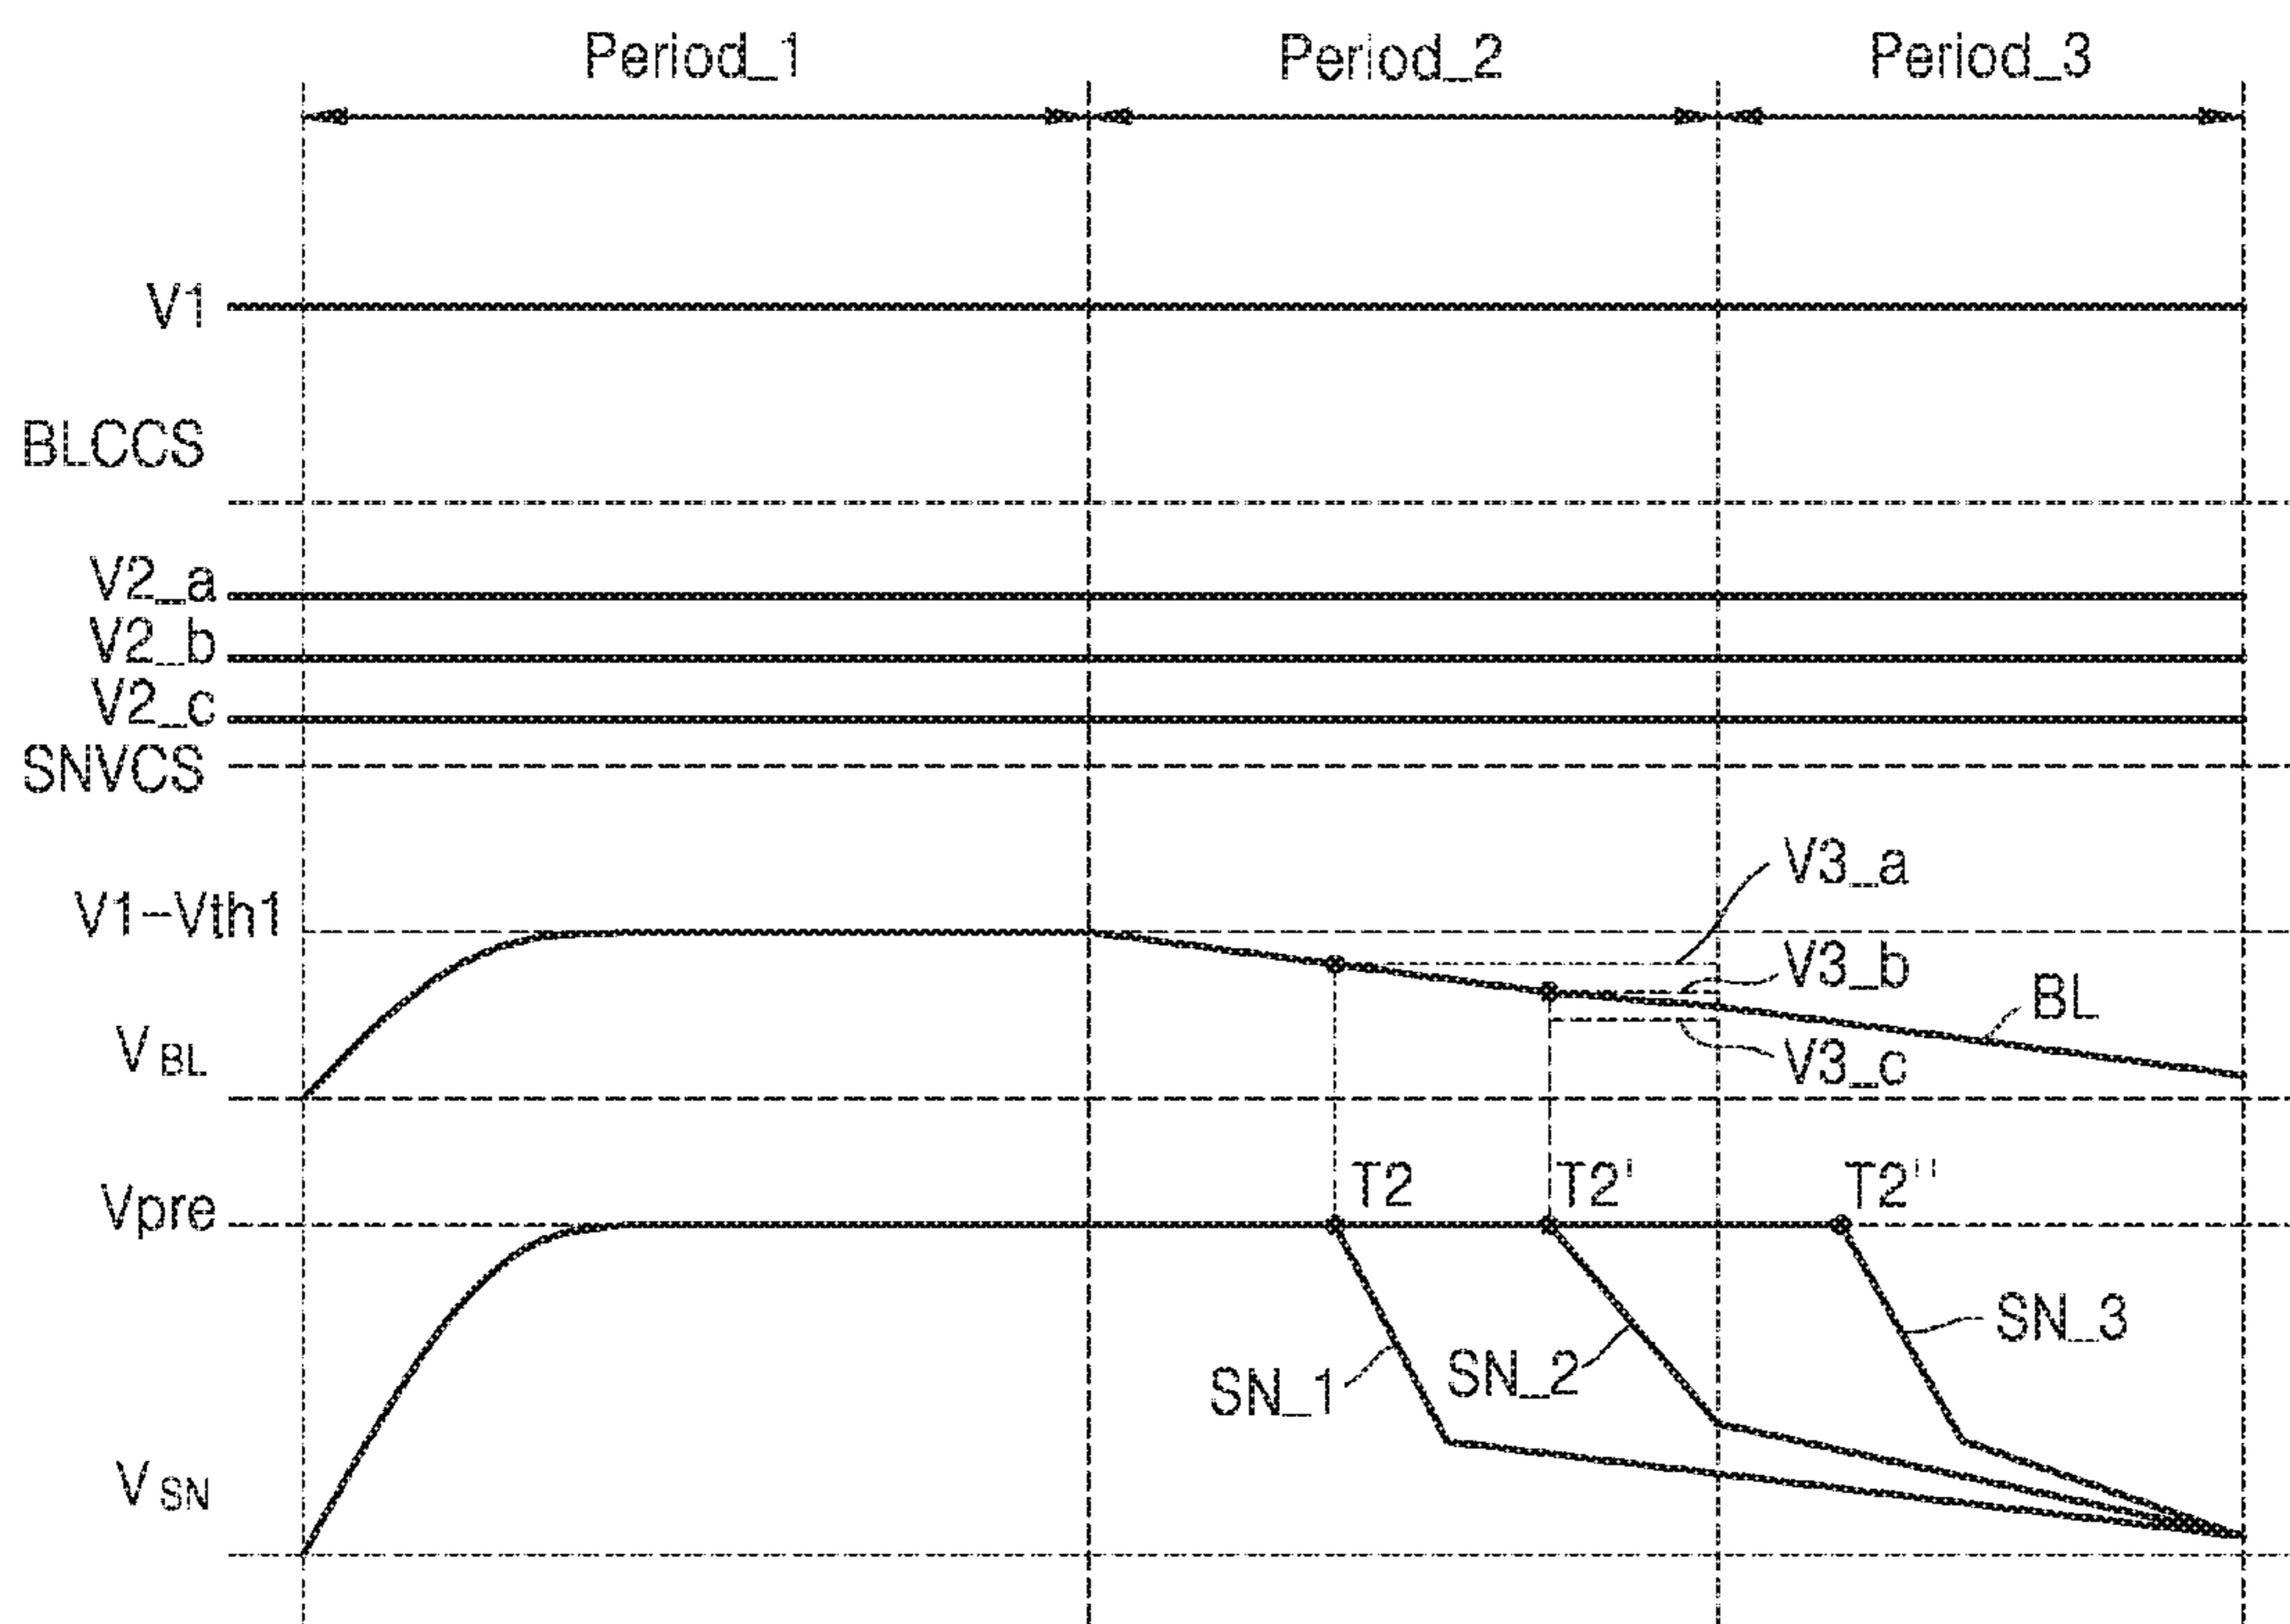 Period_1 Period_2 Period_3
V1
BLCCS
V2_a
V2_b
V2_c
SNVCS
V3_a
V1-Vth1
V3_b
BL
VBL
V3_c
T2 T2' T2''
Vpre
SN_3
SN_1 SN_2
VSN